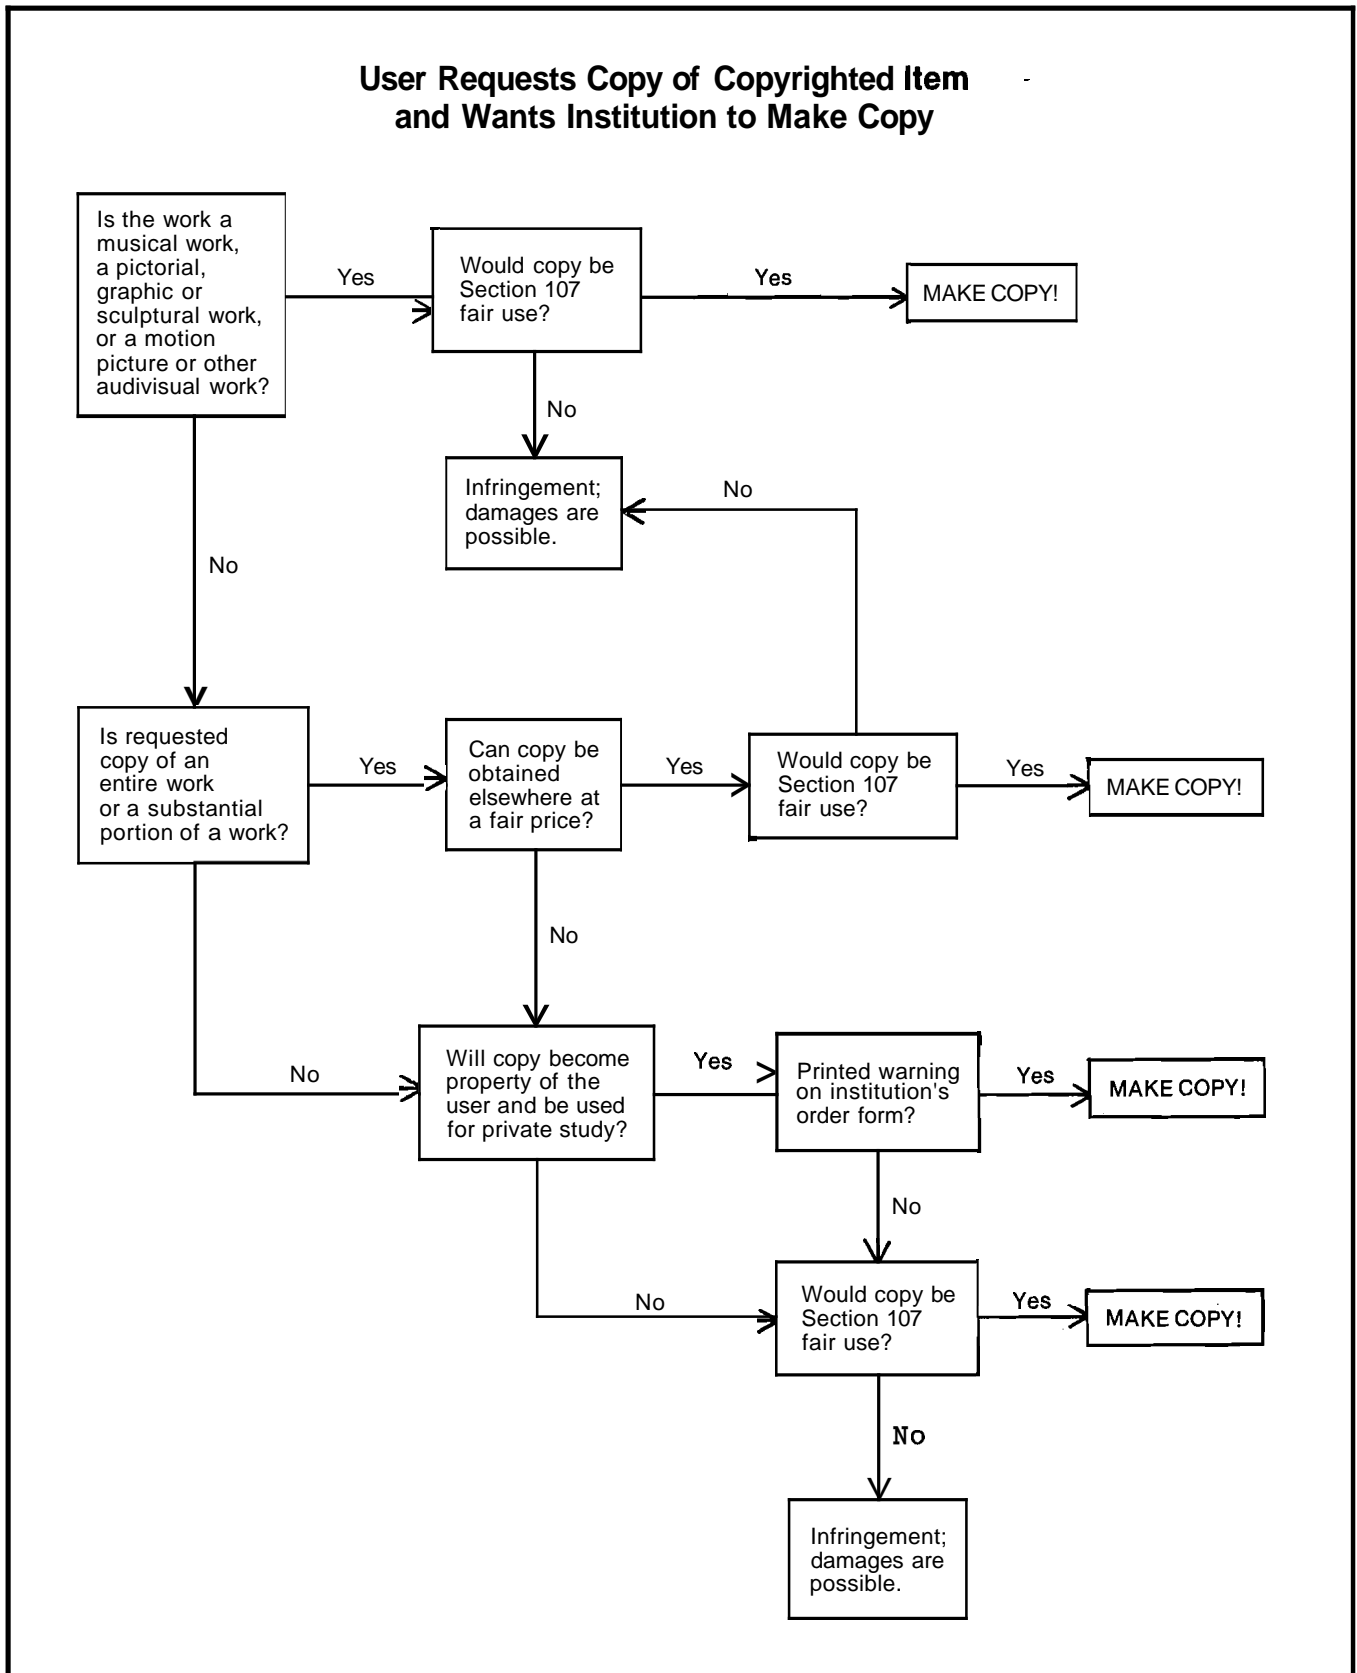 User Requests Copy of Copyrighted Item
and Wants Institution to Make Copy
Is the work a
musical work,
a pictorial,
graphic or
sculptural work,
or a motion
picture or other
audivisual work?
Yes
Would copy be
Section 107
fair use?
Yes
MAKE COPY!
No
Infringement;
damages are
possible.
No
No
Is requested
copy of an
entire work
or a substantial
portion of a work?
Yes
Can copy be
obtained
elsewhere at
a fair price?
Yes
Would copy be
Section 107
fair use?
Yes
MAKE COPY!
No
No
Will copy become
property of the
user and be used
for private study?
Yes
Printed warning
on institution's
order form?
Yes
MAKE COPY!
No
No
Would copy be
Section 107
fair use?
Yes
MAKE COPY!
No
Infringement;
damages are
possible.